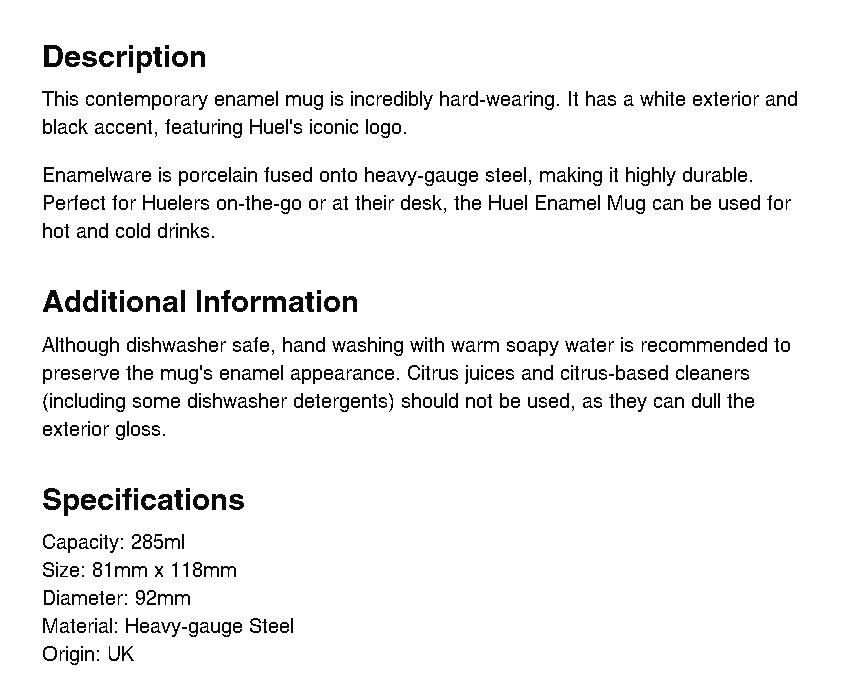 Description
This contemporary enamel mug is incredibly hard-wearing. It has a white exterior and
black accent, featuring Huel's iconic logo.
Enamelware is porcelain fused onto heavy-gauge steel, making it highly durable.
Perfect for Huelers on-the-go or at their desk, the Huel Enamel Mug can be used for
hot and cold drinks.
Additional Information
Although dishwasher safe, hand washing with warm soapy water is recommended to
preserve the mug's enamel appearance. Citrus juices and citrus-based cleaners
(including some dishwasher detergents) should not be used, as they can dull the
exterior gloss.
Specifications
Capacity: 285ml
Size: 81mm x 118mm
Diameter: 92mm
Material: Heavy-gauge Steel
Origin: UK